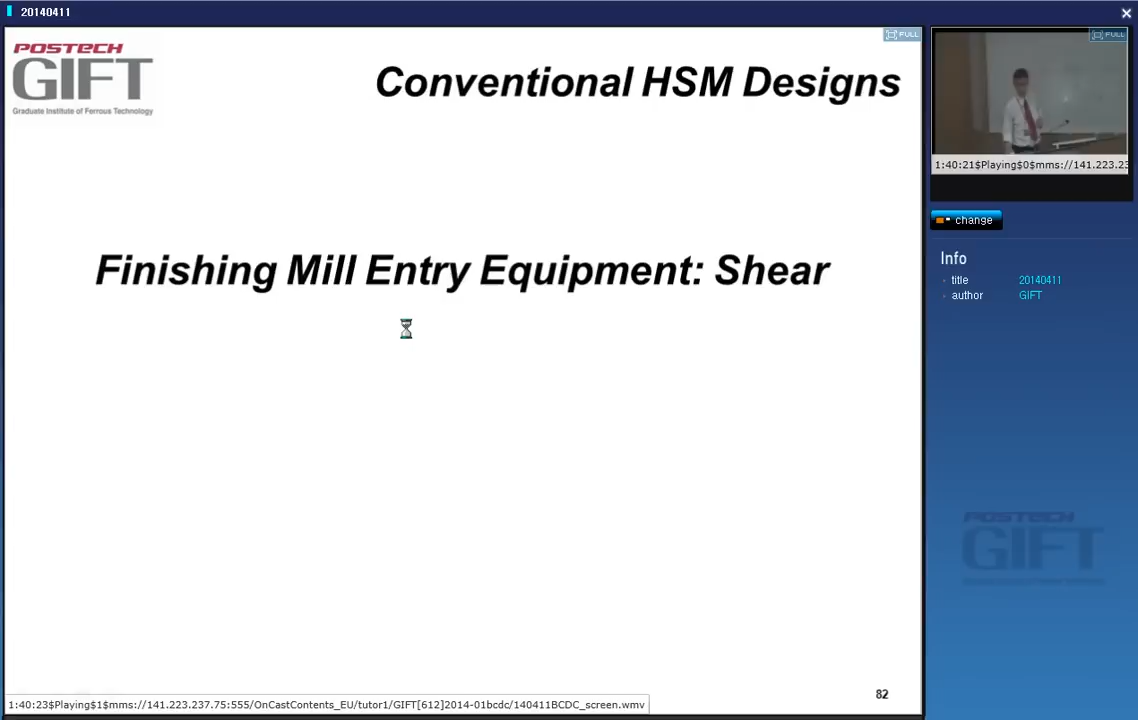 20140411
POSTECH
GIFT
Graduate Institute of Ferrous Technology
Conventional HSM Designs
FULL
Finishing Mill Entry Equipment: Shear
82
1:40:23$Playing$1$mms://141.223.237.75:555/OnCastContents_EU/tutor1/GIFT[612]2014-01bcdc/140411BCDC_screen.wmv
FULL
1:40:21$Playing$0$mms://141.223.23
change
Info
title 20140411
author GIFT
POSTECH
GIFT